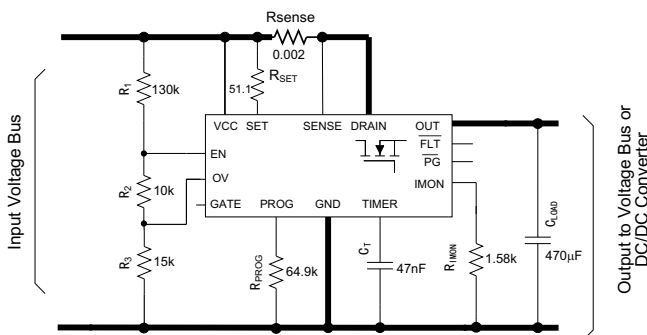 Rsense
0.002
R1
130k
51.1
RSET
VCC
SET
SENSE
DRAIN
OUT
FLT
PG
IMON
EN
OV
GATE
PROG
GND
TIMER
R2
10k
R3
15k
RPROG
64.9k
CT
47nF
RIMON
1.58k
CLOAD
470µF
Input Voltage Bus
Output to Voltage Bus or
DC/DC Converter